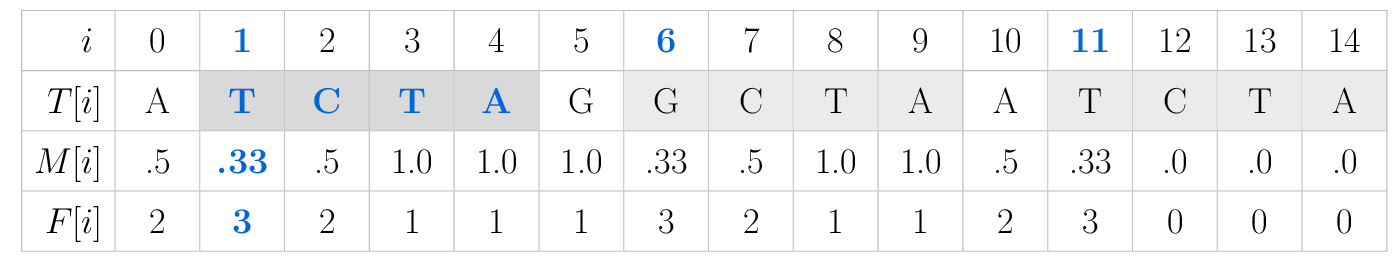 i 0 1 2 3 4 5 6 7 8 9 10 11 12 13 14
T[i] A T C T A G G C T A A T C T A
M[i] .5 .33 .5 1.0 1.0 1.0 .33 .5 1.0 1.0 .5 .33 .0 .0 .0
F[i] 2 3 2 1 1 1 3 2 1 1 2 3 0 0 0